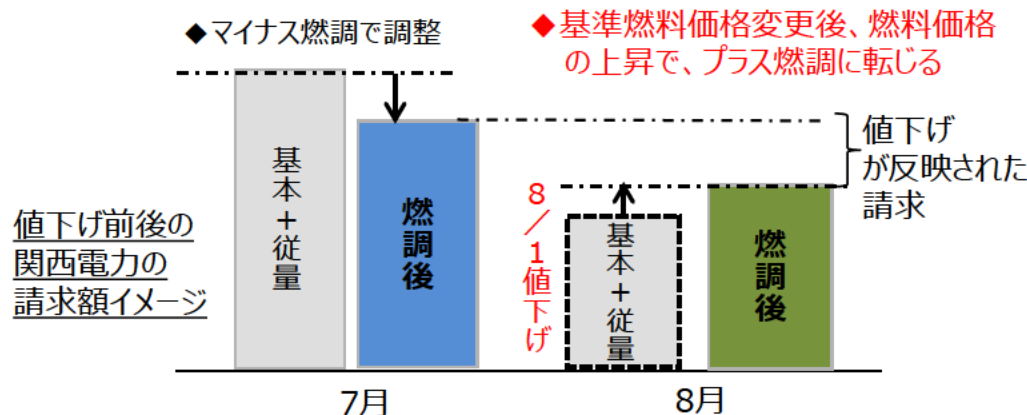 ◆マイナス燃調で調整
◆基準燃料価格変更後、燃料価格
の上昇で、プラス燃調に転じる
値下げ前後の
関西電力の
請求額イメージ
基本+従量
燃調後
8/1値下げ
基本+従量
燃調後
値下げ
が反映された
請求
7月
8月